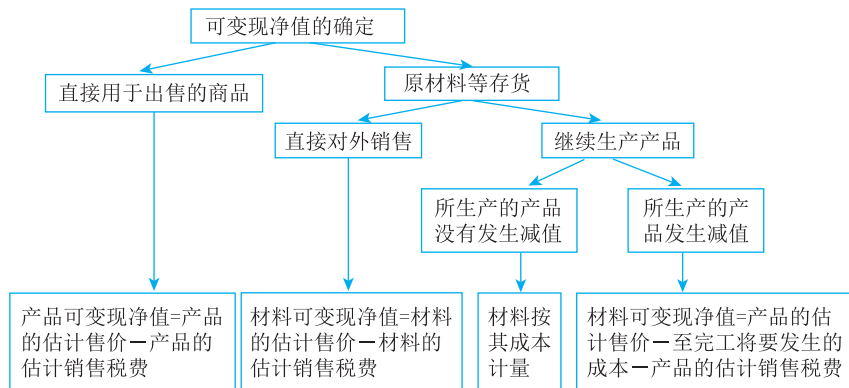 可变现净值的确定
直接用于出售的商品
原材料等存货
直接对外销售
继续生产产品
所生产的产品
没有发生减值
所生产的产
品发生减值
产品可变现净值=产品
的估计售价－产品的
估计销售税费
材料可变现净值=材料
的估计售价－材料的
估计销售税费
材料按
其成本
计量
材料可变现净值=产品的估
计售价－至完工将要发生的
成本－产品的估计销售税费